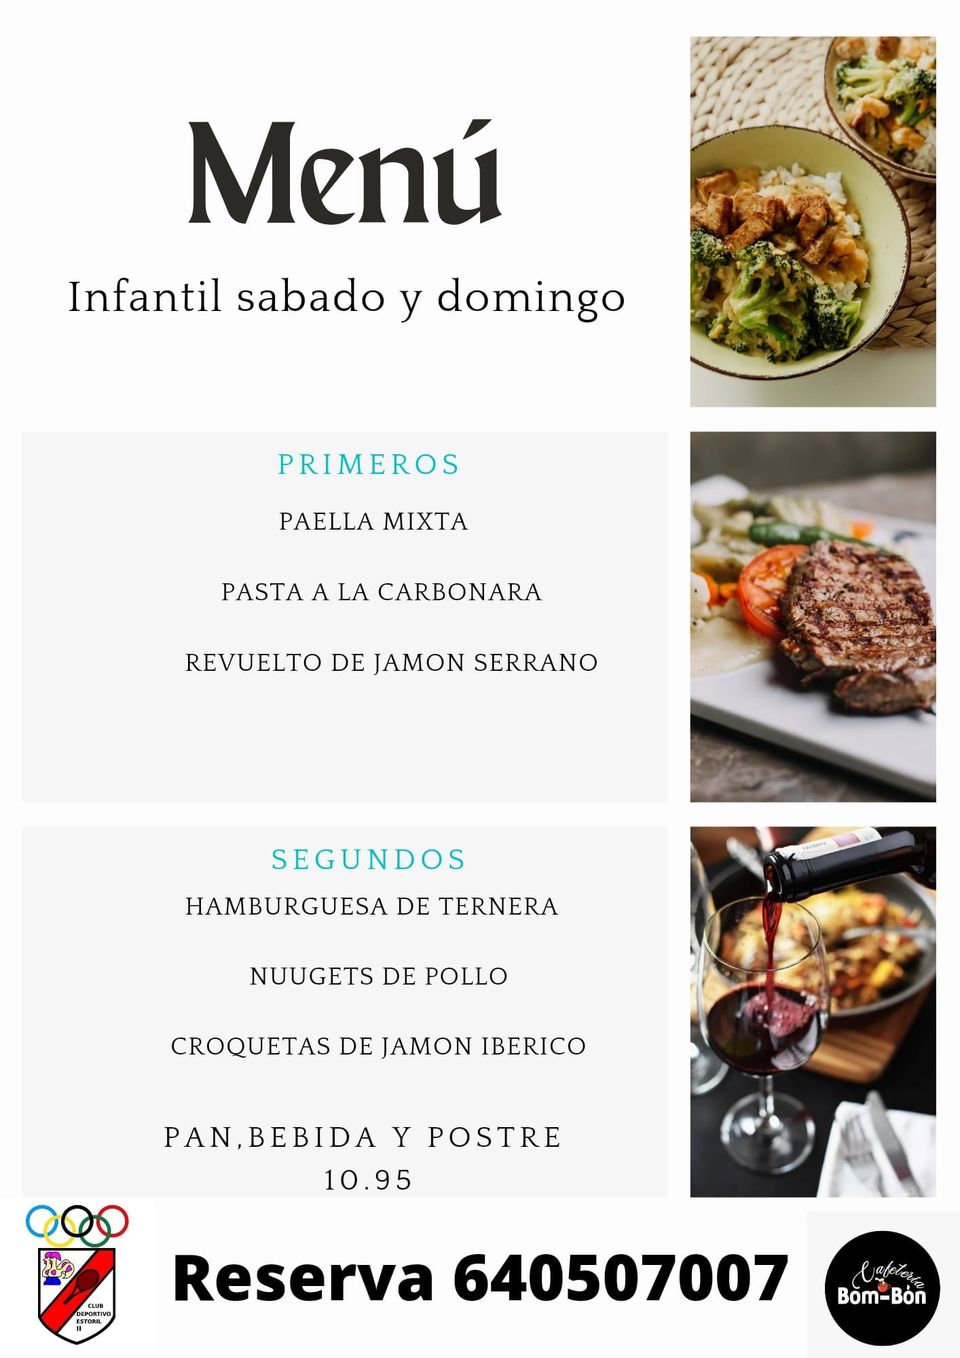 Menú
Infantil sabado y domingo
PRIMEROS
PAELLA MIXTA
PASTA A LA CARBONARA
REVUELTO DE JAMON SERRANO
SEGUNDOS
HAMBURGUESA DE TERNERA
NUUGETS DE POLLO
CROQUETAS DE JAMON IBERICO
PAN,BEBIDA Y POSTRE
10.95
CLUB
DEPORTIVO
ESTORIL
II
Reserva 640507007
Cafetería
Bom-Bon